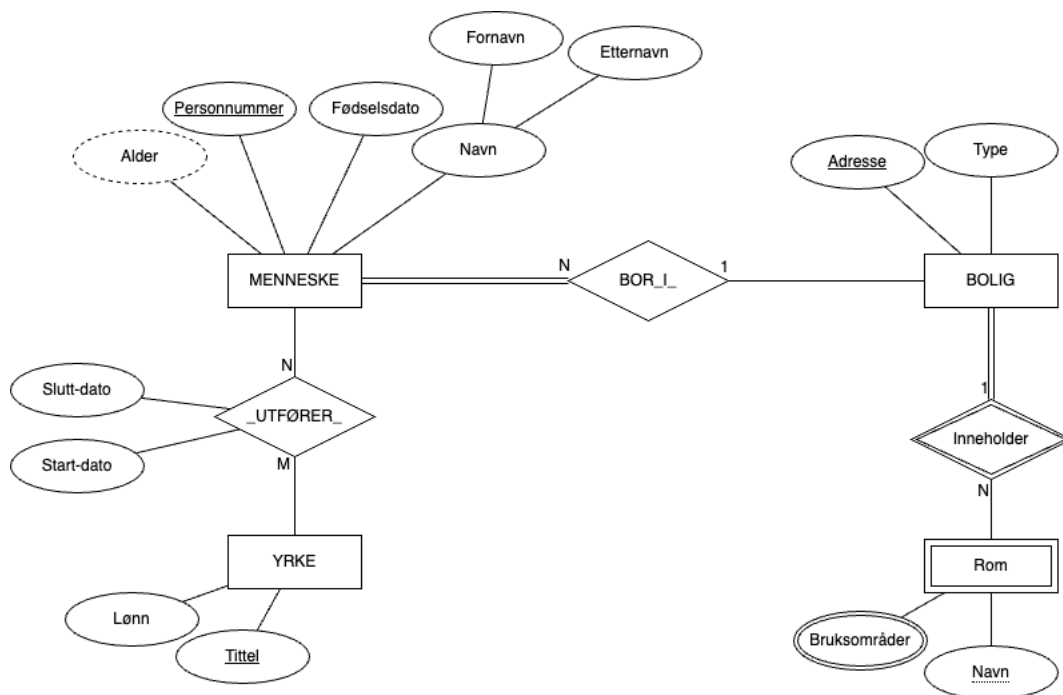 Fornavn
Etternavn
Personnummer
Fødselsdato
Alder
Navn
Adresse
Type
MENNESKE
N
BOR_I_
1
BOLIG
N
Slutt-dato
_UTFØRER_
1
Start-dato
M
Inneholder
N
YRKE
Rom
Lønn
Tittel
Bruksområder
Navn